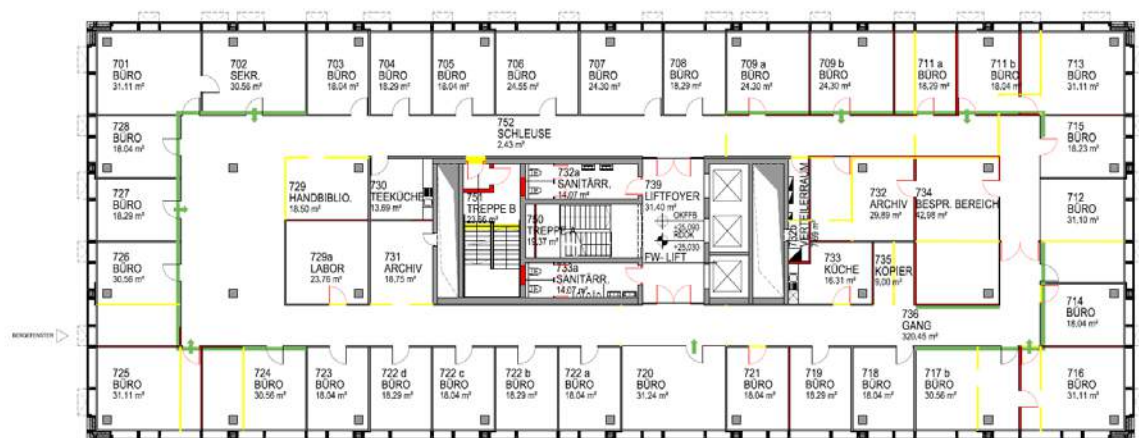 701
BÜRO
31.11 m²
702
SEKR.
30.56 m²
703
BÜRO
18.04 m²
704
BÜRO
18.29 m²
705
BÜRO
18.04 m²
706
BÜRO
24.55 m²
707
BÜRO
24.30 m²
708
BÜRO
18.29 m²
709 a
BÜRO
24.30 m²
709 b
BÜRO
24.30 m²
711 a
BÜRO
18.29 m²
711 b
BÜRO
18.04 m²
713
BÜRO
31.11 m²
728
BÜRO
18.04 m²
752
SCHLEUSE
2,43 m²
715
BÜRO
18.23 m²
727
BÜRO
18.29 m²
729
HANDBIBLIO.
18.50 m²
730
TEEKÜCHE
13.69 m²
751
TREPPE B
23.66 m²
732a
SANITÄRR.
14,07 m²
739
LIFTFOYER
31,40 m²
VERTEILERRAUM
732
ARCHIV
29.89 m²
734
BESPR. BEREICH
42,98 m²
712
BÜRO
31,10 m²
750
TREPPE A
19,37 m²
OKFFB
+25,090
RDOK
+25,030
FW- LIFT
726
BÜRO
30.56 m²
729a
LABOR
23,76 m²
731
ARCHIV
18.75 m²
733a
SANITÄRR.
14,07 m²
733
KÜCHE
16.31 m²
735
KOPIER
9,00 m²
736
GANG
320.45 m²
714
BÜRO
18.04 m²
725
BÜRO
31.11 m²
724
BÜRO
30.56 m²
723
BÜRO
18.04 m²
722 d
BÜRO
18.29 m²
722 c
BÜRO
18.04 m²
722 b
BÜRO
18.29 m²
722 a
BÜRO
18.04 m²
720
BÜRO
31.24 m²
721
BÜRO
18.04 m²
719
BÜRO
18.29 m²
718
BÜRO
18.04 m²
717 b
BÜRO
30.56 m²
716
BÜRO
31.11 m²